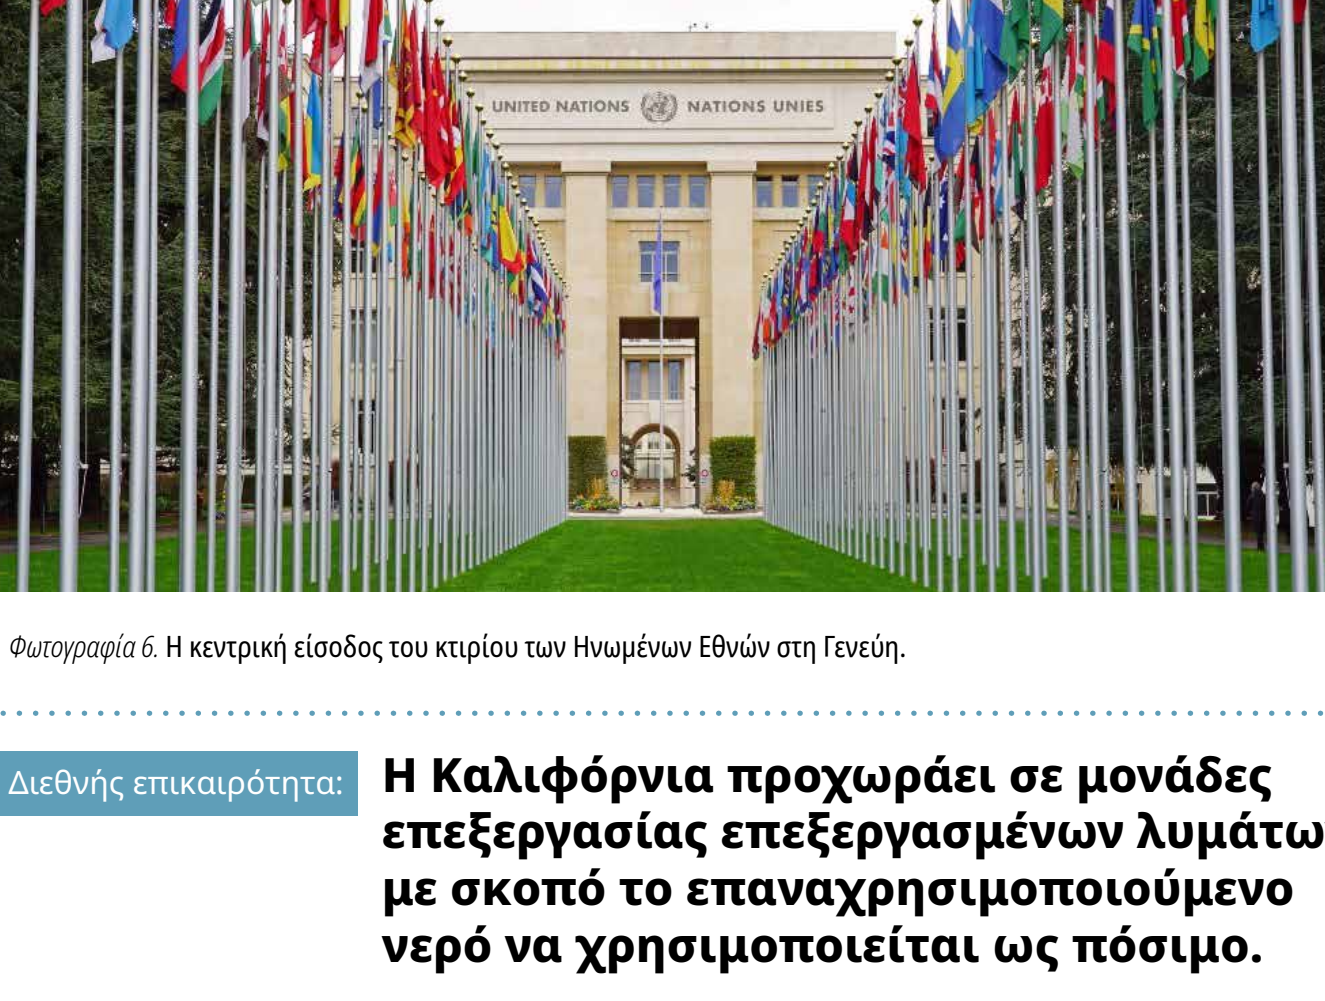 UNITED NATIONS NATIONS UNIES
Φωτογραφία 6. Η κεντρική είσοδος του κτιρίου των Ηνωμένων Εθνών στη Γενεύη.
Διεθνής επικαιρότητα:
Η Καλιφόρνια προχωράει σε μονάδες
επεξεργασίας επεξεργασμένων
με σκοπό το επαναχρησιμοποιούμενο
νερό να χρησιμοποιείται ως πόσιμο.